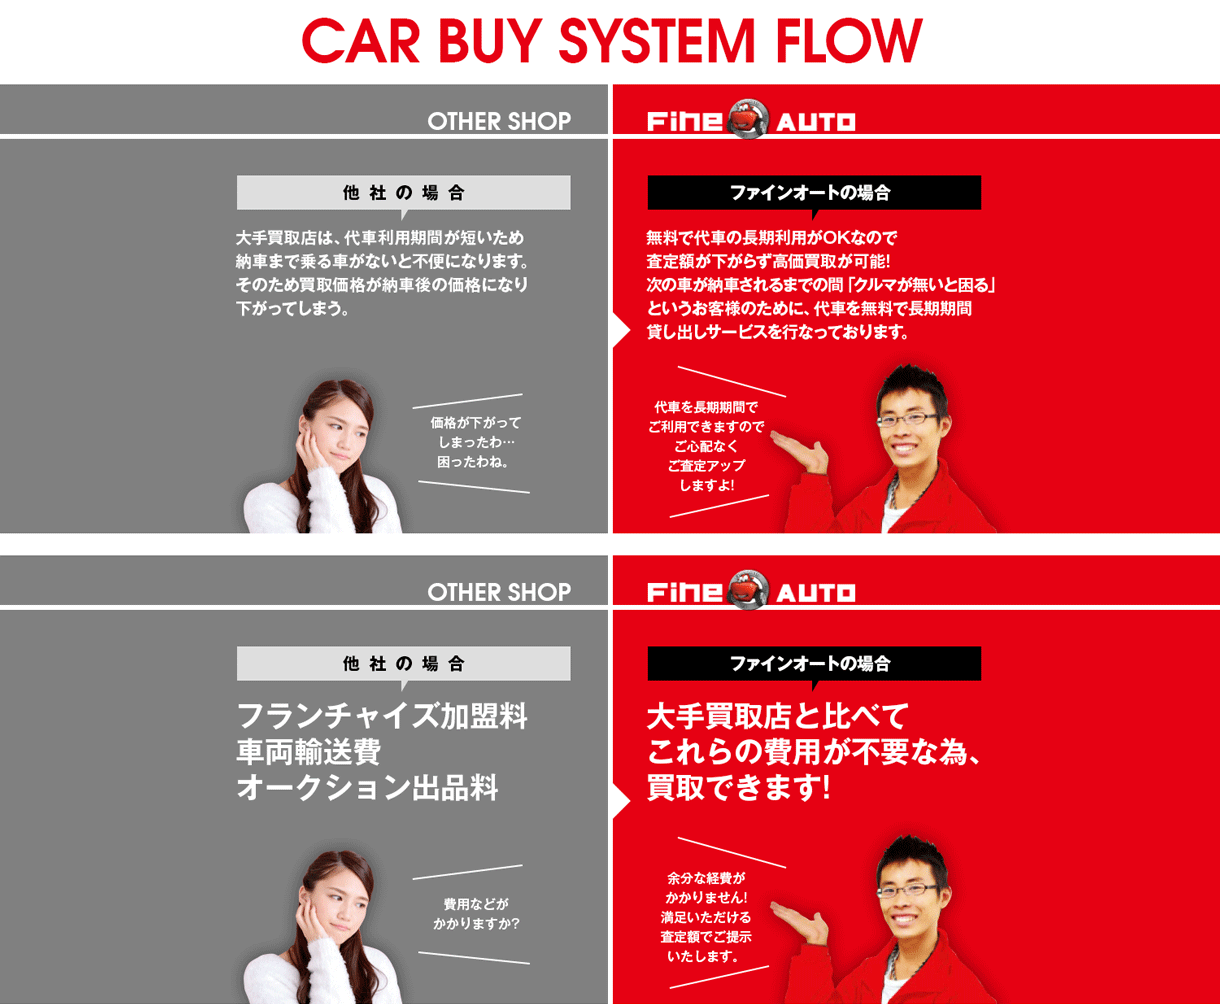 CAR BUY SYSTEM FLOW
OTHER SHOP
他社の場合
大手買取店は、代車利用期間が短いため
納車まで乗る車がないと不便になります。
そのため買取価格が納車後の価格になり
下がってしまう。
価格が下がって
しまったわ…
困ったわね。
Fine AUTO
ファインオートの場合
無料で代車の長期利用がOKなので
査定額が下がらず高価買取が可能!
次の車が納車されるまでの間「クルマが無いと困る」
というお客様のために、代車を無料で長期期間
貸し出しサービスを行なっております。
代車を長期期間で
ご利用できますので
ご心配なく
ご査定アップ
しますよ!
OTHER SHOP
他社の場合
フランチャイズ加盟料
車両輸送費
オークション出品料
費用などが
かかりますか?
Fine AUTO
ファインオートの場合
大手買取店と比べて
これらの費用が不要な為、
買取できます!
余分な経費が
かかりません!
満足いただける
査定額でご提示
いたします。